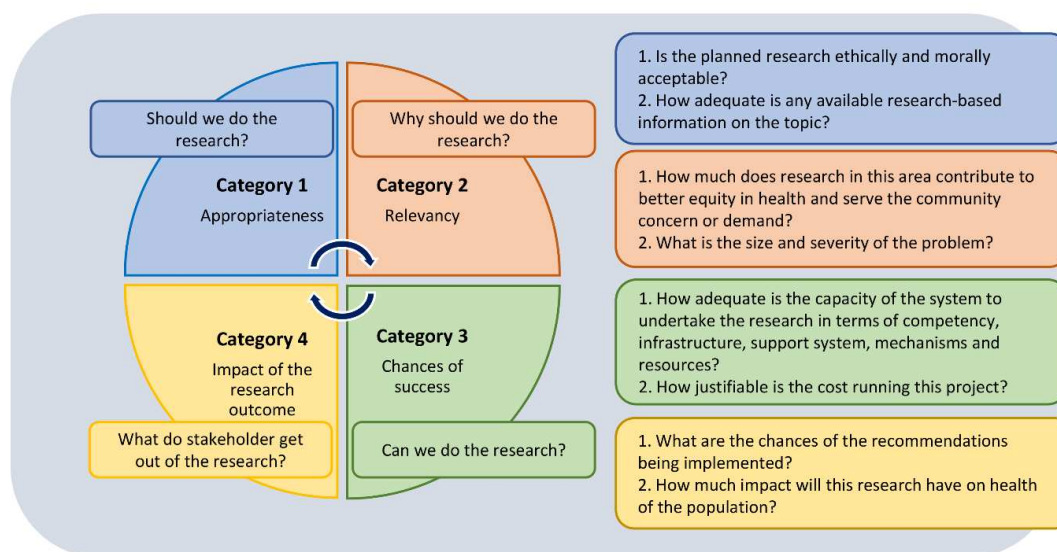 Should we do the
research?
Category 1
Appropriateness
Why should we do the
research?
Category 2
Relevancy
Category 4
Impact of the
research
outcome
What do stakeholder get
out of the research?
Category 3
Chances of
success
Can we do the research?
1. Is the planned research ethically and morally
acceptable?
2. How adequate is any available research-based
information on the topic?
1. How much does research in this area contribute to
better equity in health and serve the community
concern or demand?
2. What is the size and severity of the problem?
1. How adequate is the capacity of the system to
undertake the research in terms of competency,
infrastructure, support system, mechanisms and
resources?
2. How justifiable is the cost running this project?
1. What are the chances of the recommendations
being implemented?
2. How much impact will this research have on health
of the population?